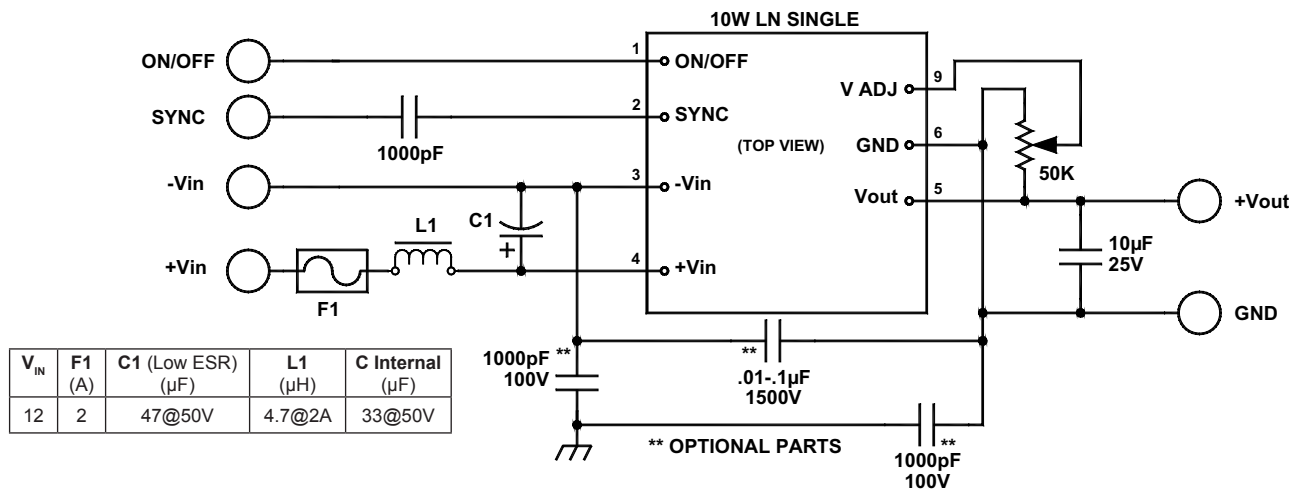 10W LN SINGLE
ON/OFF
1
ON/OFF
9
V ADJ
SYNC
2
SYNC
1000pF
(TOP VIEW)
GND
6
50K
-Vin
3
-Vin
Vout
5
+Vout
C1
+
L1
10µF
25V
+Vin
4
+Vin
F1
GND
1000pF **
100V
**
.01-.1µF
1500V
** OPTIONAL PARTS
**
1000pF
100V
VIN F1 C1 (Low ESR) L1 C Internal
(A) (µF) (µH) (µF)
12 2 47@50V 4.7@2A 33@50V